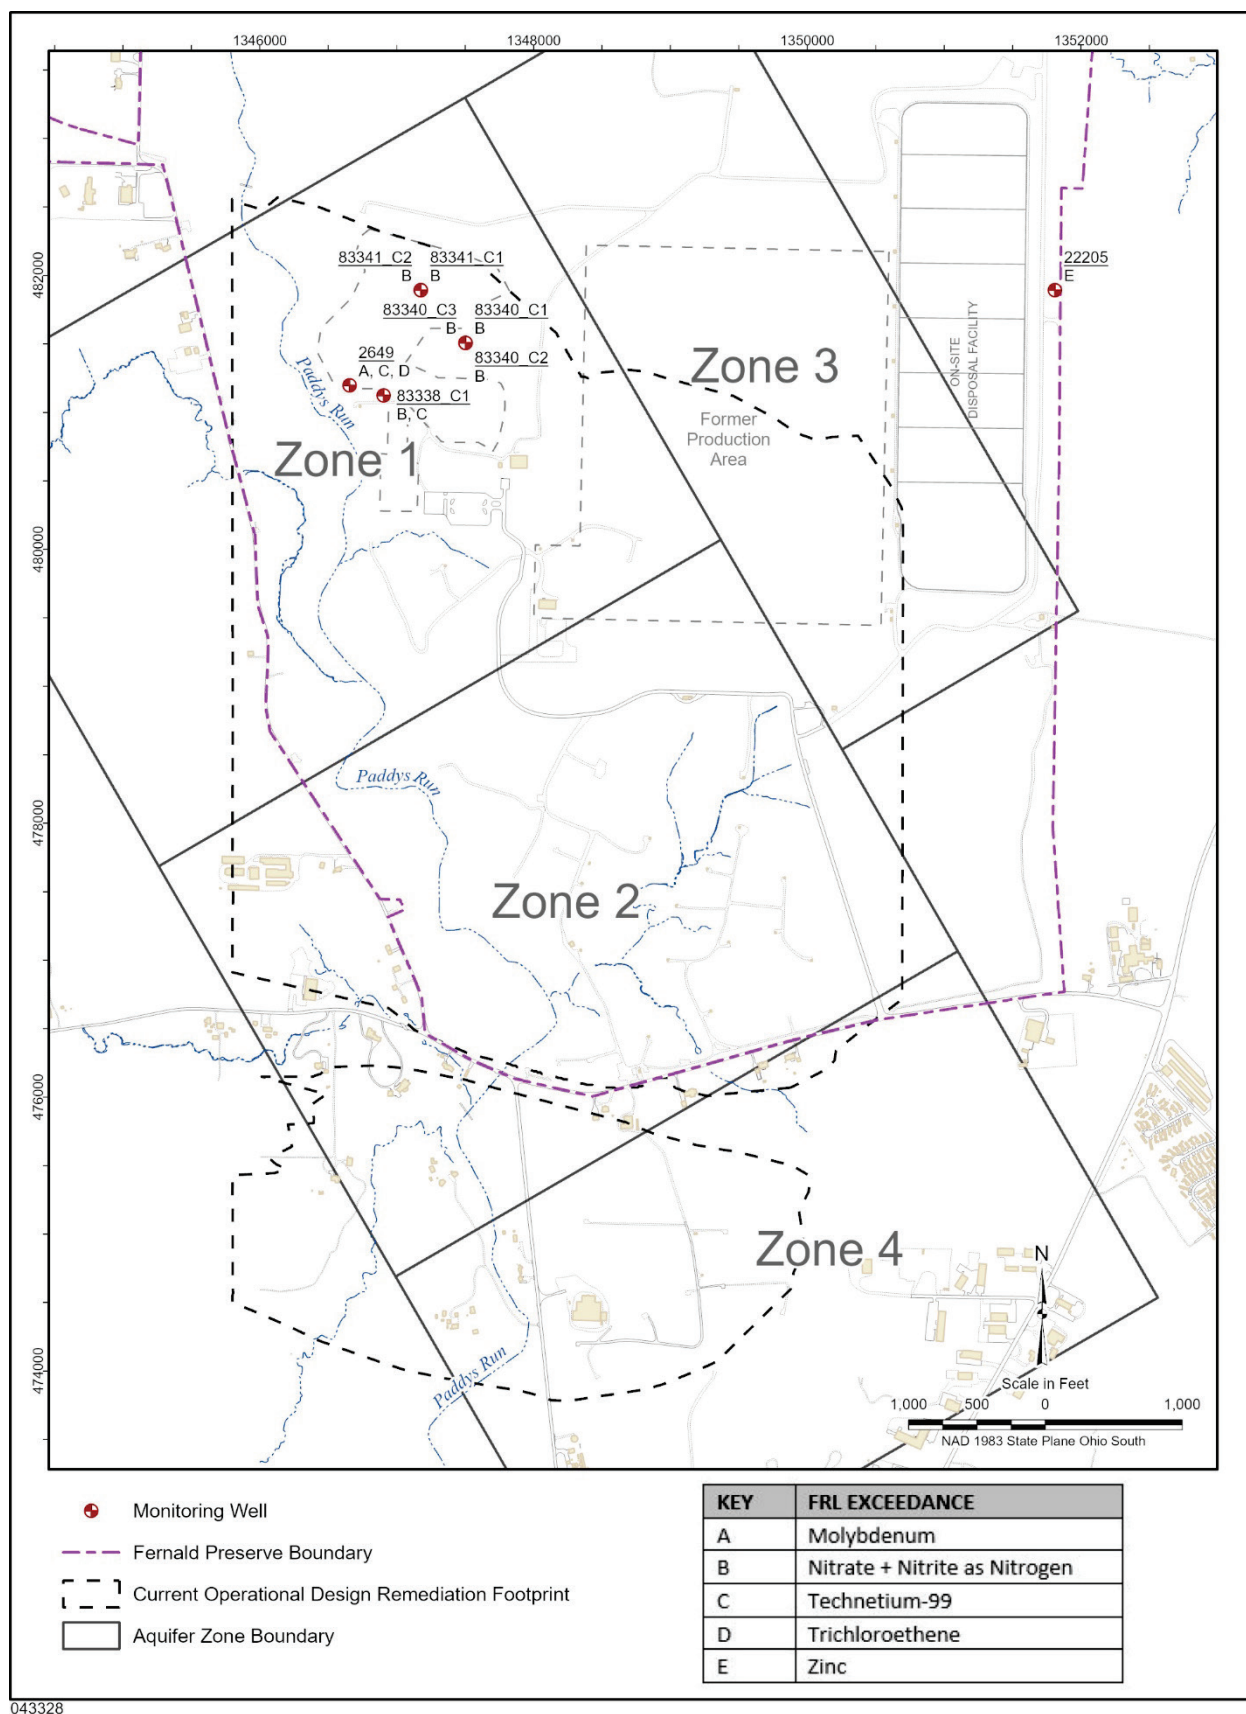 1346000 1348000 1350000 1352000
482000
480000
478000
476000
474000
83341_C2 83341_C1
B B
22205
E
83340_C3 83340_C1
B B
2649
A, C, D
83340_C2
B
83338_C1
B, C
Zone 3
Former
Production
Area
ON-SITE
DISPOSAL FACILITY
Paddys Run
Zone 1
Paddys Run
Zone 2
Zone 4
Paddys Run
N
Scale in Feet
1,000 500 0 1,000
NAD 1983 State Plane Ohio South
Monitoring Well
Fernald Preserve Boundary
Current Operational Design Remediation Footprint
Aquifer Zone Boundary
KEY FRL EXCEEDANCE
A Molybdenum
B Nitrate + Nitrite as Nitrogen
C Technetium-99
D Trichloroethene
E Zinc
043328